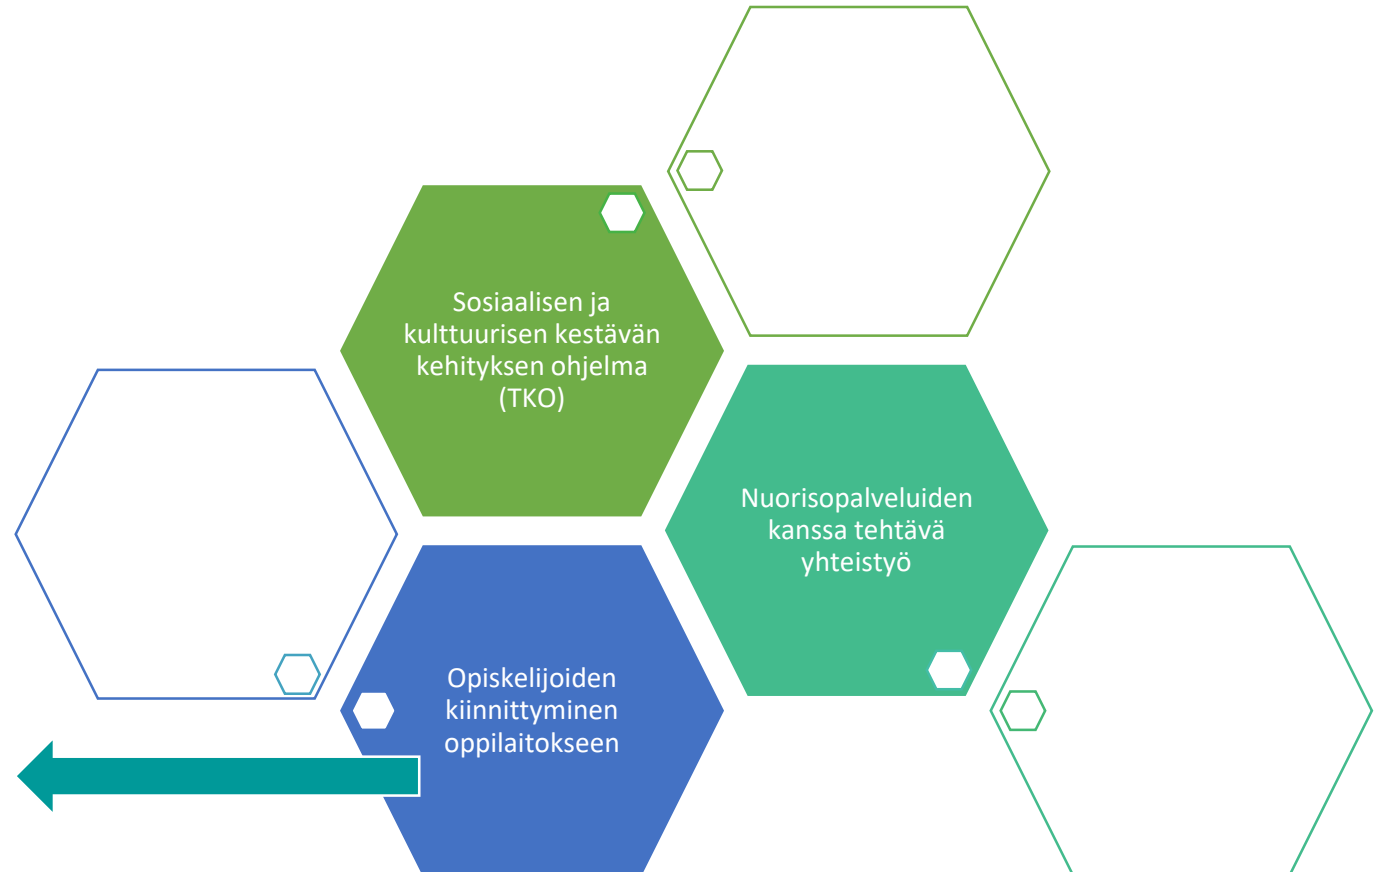 Sosiaalisen ja
kulttuurisen kestävän
kehityksen ohjelma
(TKO)
Nuorisopalveluiden
kanssa tehtävä
yhteistyö
Opiskelijoiden
kiinnittyminen
oppilaitokseen